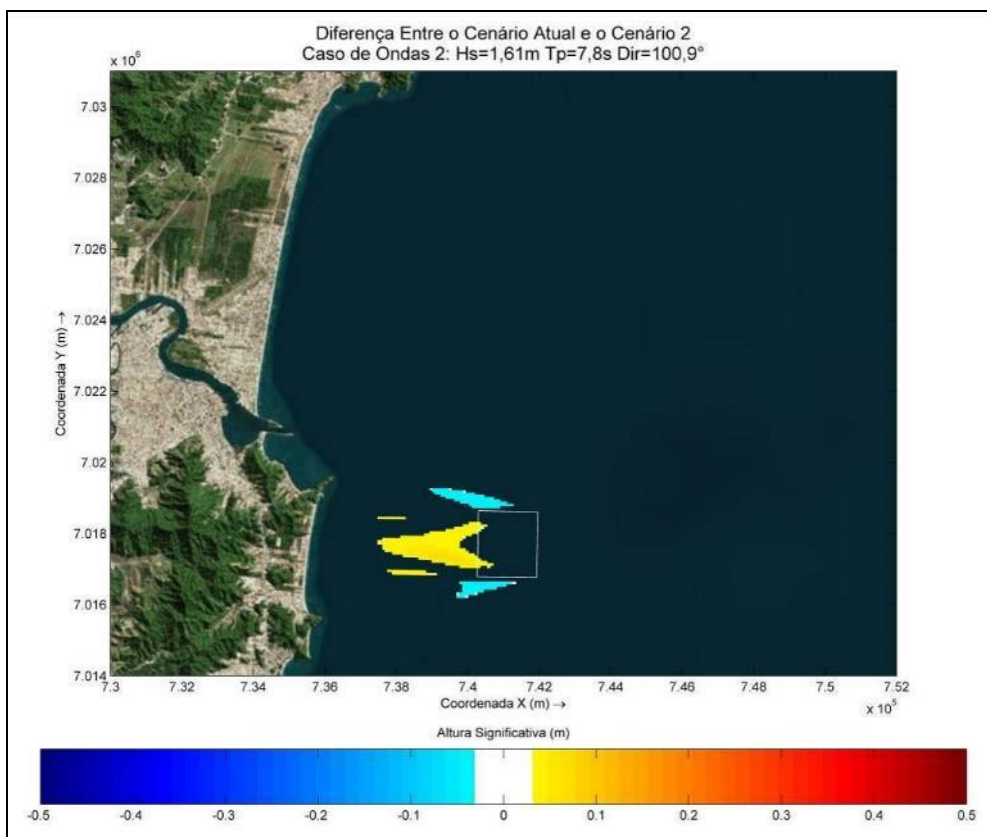 Diferença Entre o Cenário Atual e o Cenário 2
Caso de Ondas 2: Hs=1,61m Tp=7,8s Dir=100,9°
x 10⁶
7.03
7.028
7.026
7.024
7.022
7.02
7.018
7.016
7.014
Coordenada Y (m) →
7.3 7.32 7.34 7.36 7.38 7.4 7.42 7.44 7.46 7.48 7.5 7.52
Coordenada X (m) →
x 10⁵
Altura Significativa (m)
-0.5 -0.4 -0.3 -0.2 -0.1 0 0.1 0.2 0.3 0.4 0.5